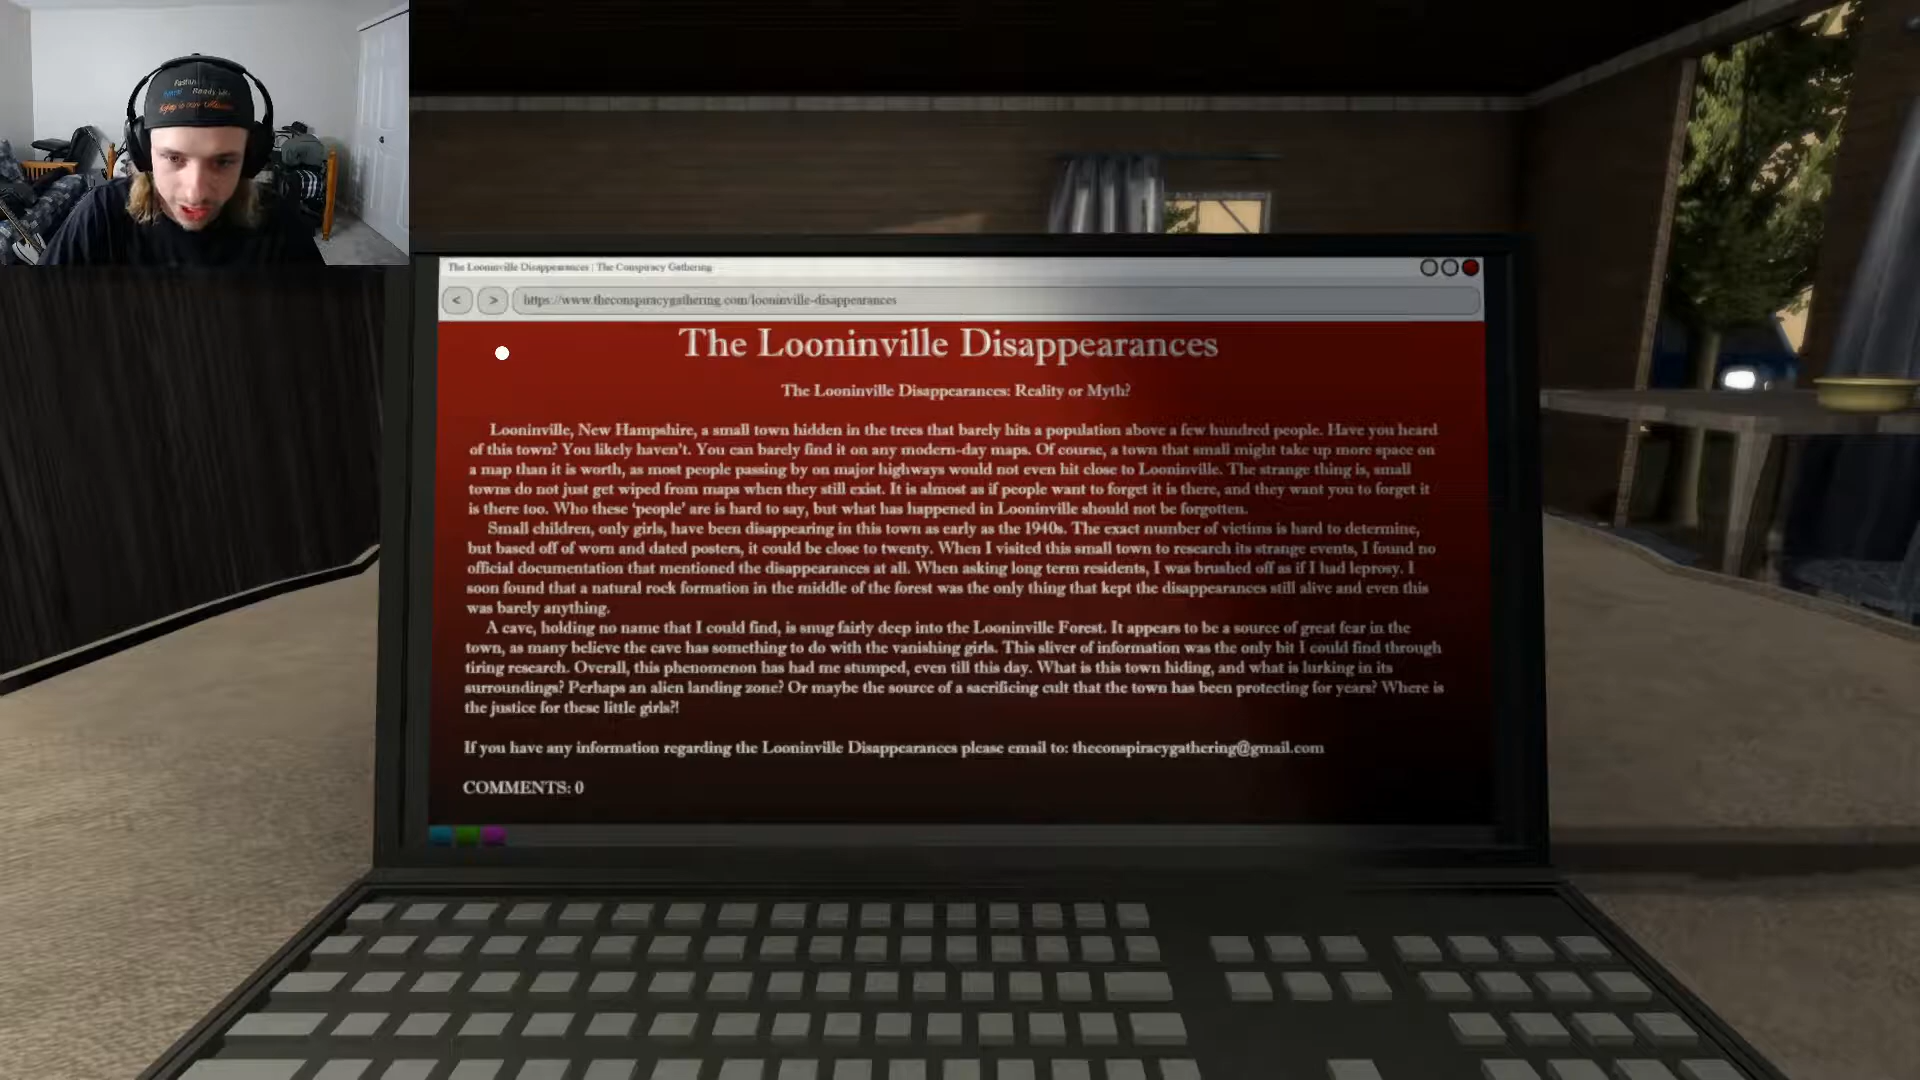 The Looninville Disappearances | The Conspiracy Gathering
< > https://www.theconspiracygathering.com/looninville-disappearances
The Looninville Disappearances
The Looninville Disappearances: Reality or Myth?
Looninville, New Hampshire, a small town hidden in the trees that barely hits a population above a few hundred people. Have you heard
of this town? You likely haven't. You can barely find it on any modern-day maps. Of course, a town that small might take up more space on
a map than it is worth, as most people passing by on major highways would not even hit close to Looninville. The strange thing is, small
towns do not just get wiped from maps when they still exist. It is almost as if people want to forget it is there, and they want you to forget it
is there too. Who these 'people' are is hard to say, but what has happened in Looninville should not be forgotten.
Small children, only girls, have been disappearing in this town as early as the 1940s. The exact number of victims is hard to determine,
but based off of worn and dated posters, it could be close to twenty. When I visited this small town to research its strange events, I found no
official documentation that mentioned the disappearances at all. When asking long term residents, I was brushed off as if I had leprosy. I
soon found that a natural rock formation in the middle of the forest was the only thing that kept the disappearances still alive and even this
was barely anything.
A cave, holding no name that I could find, is snug fairly deep into the Looninville Forest. It appears to be a source of great fear in the
town, as many believe the cave has something to do with the vanishing girls. This sliver of information was the only bit I could find through
tiring research. Overall, this phenomenon has had me stumped, even till this day. What is this town hiding, and what is lurking in its
surroundings? Perhaps an alien landing zone? Or maybe the source of a sacrificing cult that the town has been protecting for years? Where is
the justice for these little girls?!
If you have any information regarding the Looninville Disappearances please email to: theconspiracygathering@gmail.com
COMMENTS: 0